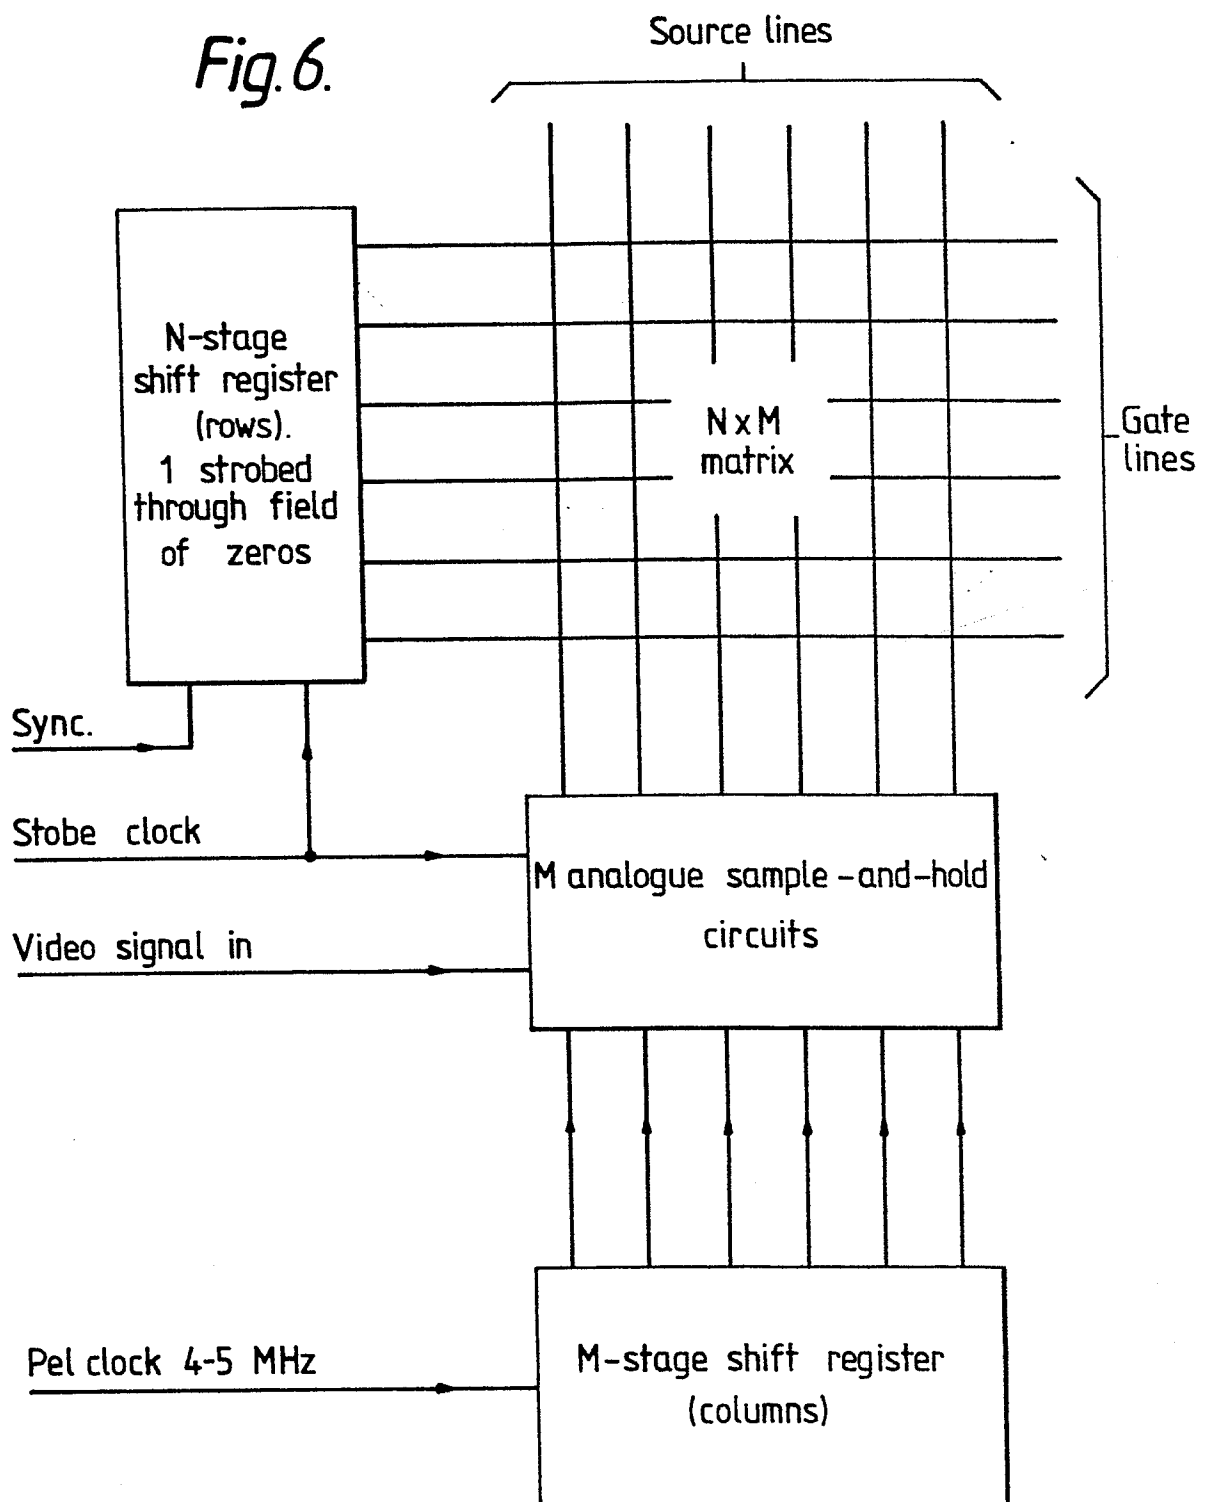 Fig. 6.
Source lines
N-stage
shift register
(rows).
1 strobed
through field
of zeros
N x M
matrix
Gate
lines
Sync.
Stobe clock
M analogue sample-and-hold
circuits
Video signal in
Pel clock 4-5 MHz
M-stage shift register
(columns)